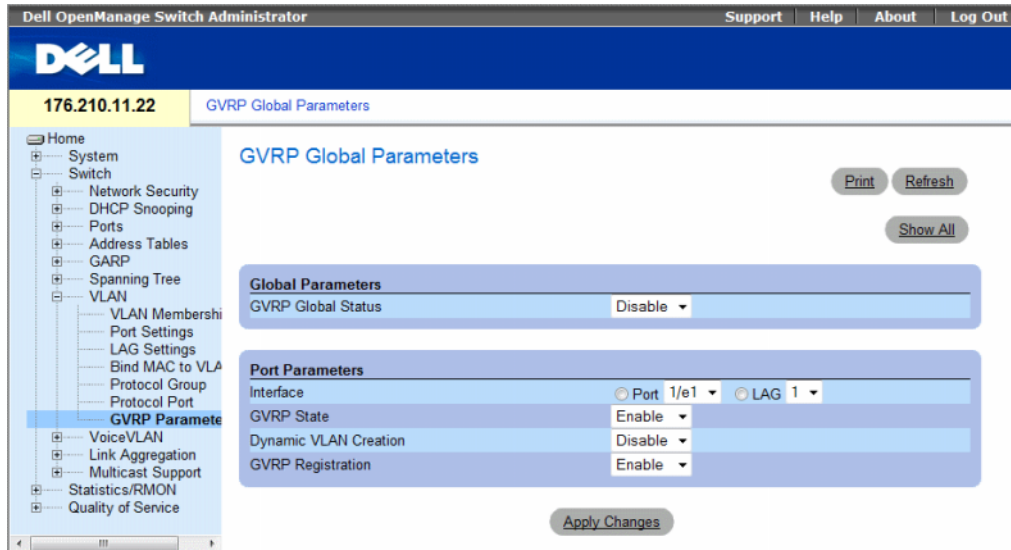 Dell OpenManage Switch Administrator Support Help About Log Out
DELL
176.210.11.22 GVRP Global Parameters
Home
System
Switch
Network Security
DHCP Snooping
Ports
Address Tables
GARP
Spanning Tree
VLAN
VLAN Membershi
Port Settings
LAG Settings
Bind MAC to VLA
Protocol Group
Protocol Port
GVRP Paramete
VoiceVLAN
Link Aggregation
Multicast Support
Statistics/RMON
Quality of Service
GVRP Global Parameters
Print Refresh
Show All
Global Parameters
GVRP Global Status Disable
Port Parameters
Interface Port 1/e1 LAG 1
GVRP State Enable
Dynamic VLAN Creation Disable
GVRP Registration Enable
Apply Changes